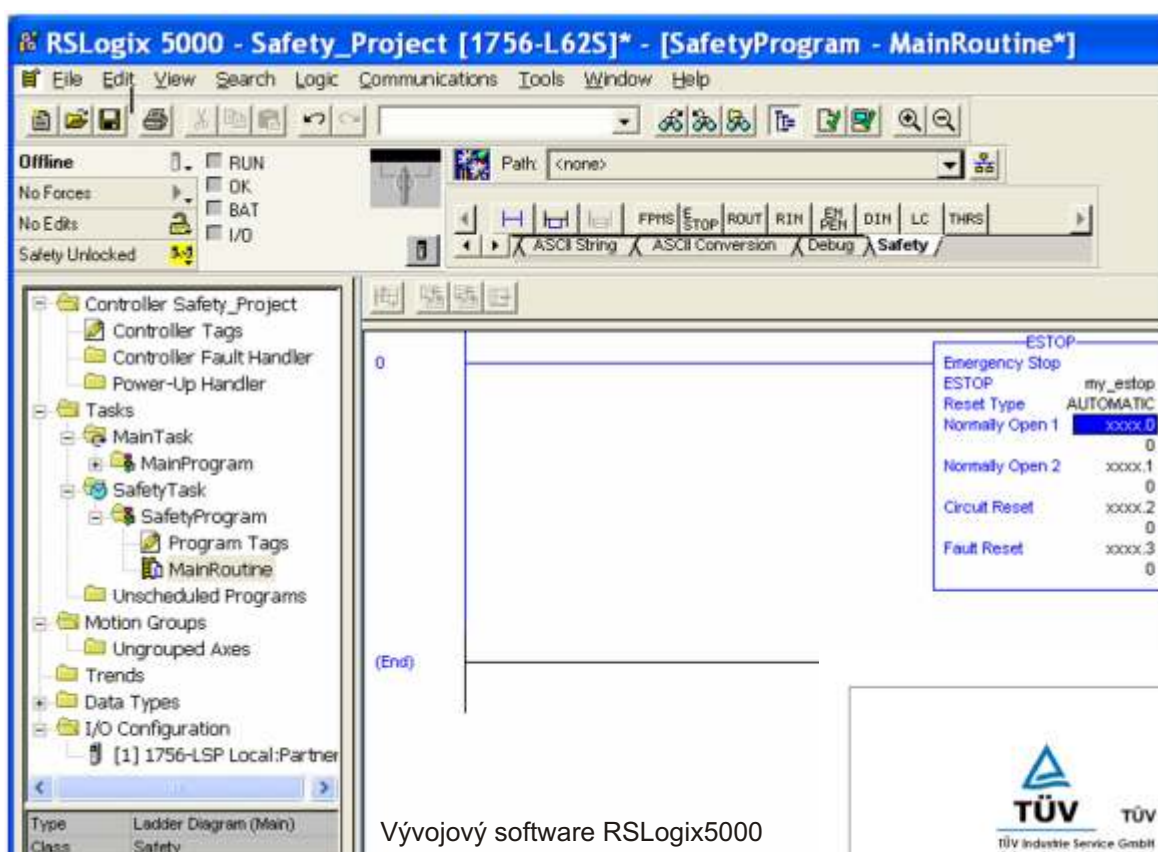 RSLogix 5000 - Safety_Project [1756-L62S]* - [SafetyProgram - MainRoutine*]
File Edit View Search Logic Communications Tools Window Help
Offline
RUN
Path: <none>
No Forces
OK
No Edits
BAT
FPMS E STOP ROUT RIN EN PEN DIN LC THRS
Safety Unlocked
I/O
ASCII String ASCII Conversion Debug Safety
Controller Safety_Project
Controller Tags
Controller Fault Handler
Power-Up Handler
Tasks
MainTask
MainProgram
SafetyTask
SafetyProgram
Program Tags
MainRoutine
Unscheduled Programs
Motion Groups
Ungrouped Axes
Trends
Data Types
I/O Configuration
[1] 1756-LSP Local:Partner
Type Ladder Diagram (Main)
Class Safety
0
ESTOP
Emergency Stop
ESTOP my_estop
Reset Type AUTOMATIC
Normally Open 1 xxxx.0
0
Normally Open 2 xxxx.1
0
Circuit Reset xxxx.2
0
Fault Reset xxxx.3
0
(End)
Vývojový software RSLogix5000
TÜV TÜV
TÜV Industrie Service GmbH